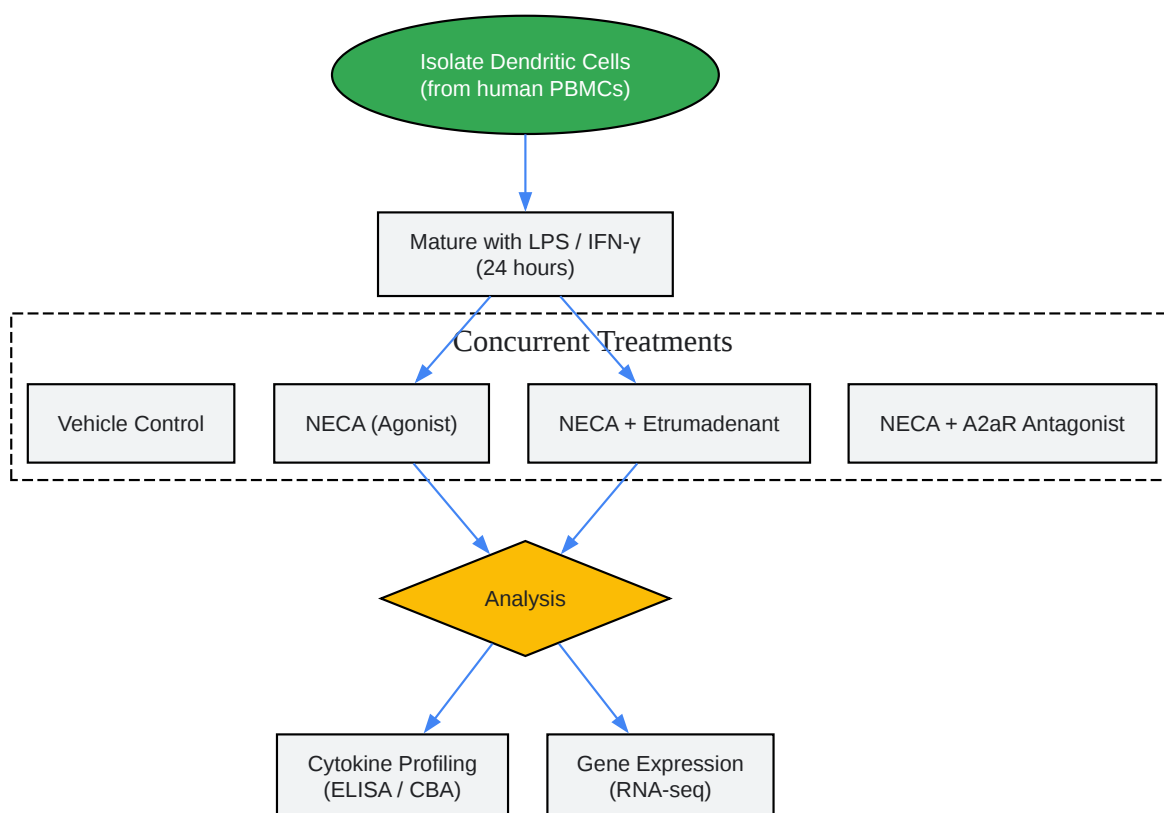 Isolate Dendritic Cells
(from human PBMCs)
Mature with LPS / IFN-γ
(24 hours)
Concurrent Treatments
Vehicle Control
NECA (Agonist)
NECA + Etrumadenant
NECA + A2aR Antagonist
Analysis
Cytokine Profiling
(ELISA / CBA)
Gene Expression
(RNA-seq)